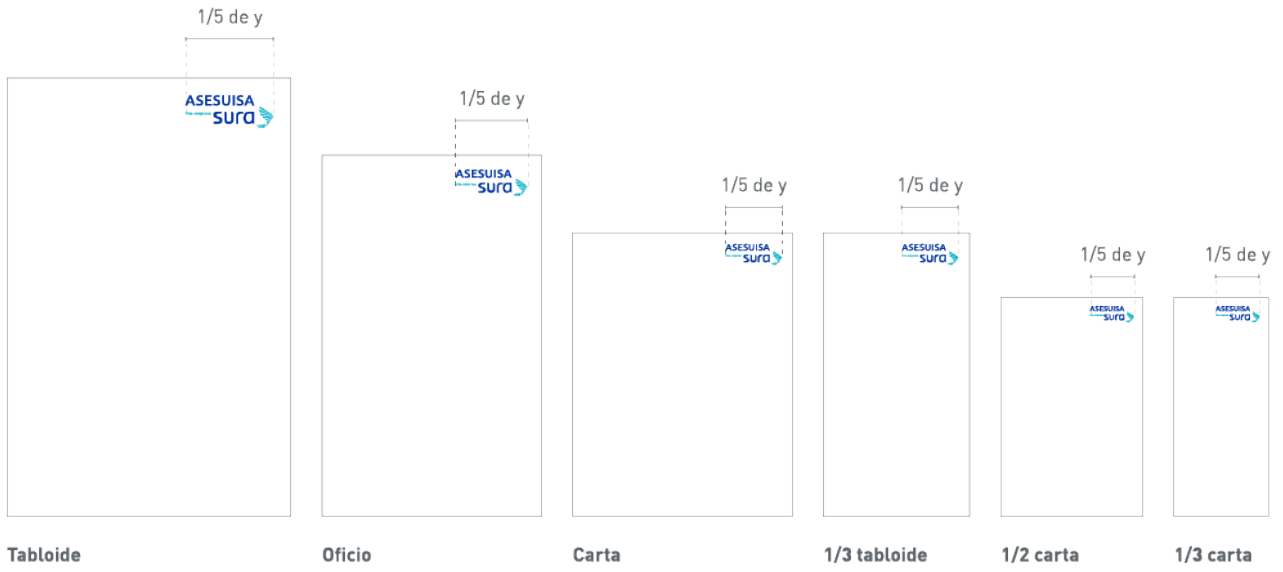 1/5 de y
ASESUISA
sura
Tabloide
1/5 de y
ASESUISA
sura
Oficio
1/5 de y
ASESUISA
sura
Carta
1/5 de y
ASESUISA
sura
1/3 tabloide
1/5 de y
ASESUISA
sura
1/2 carta
1/5 de y
ASESUISA
sura
1/3 carta